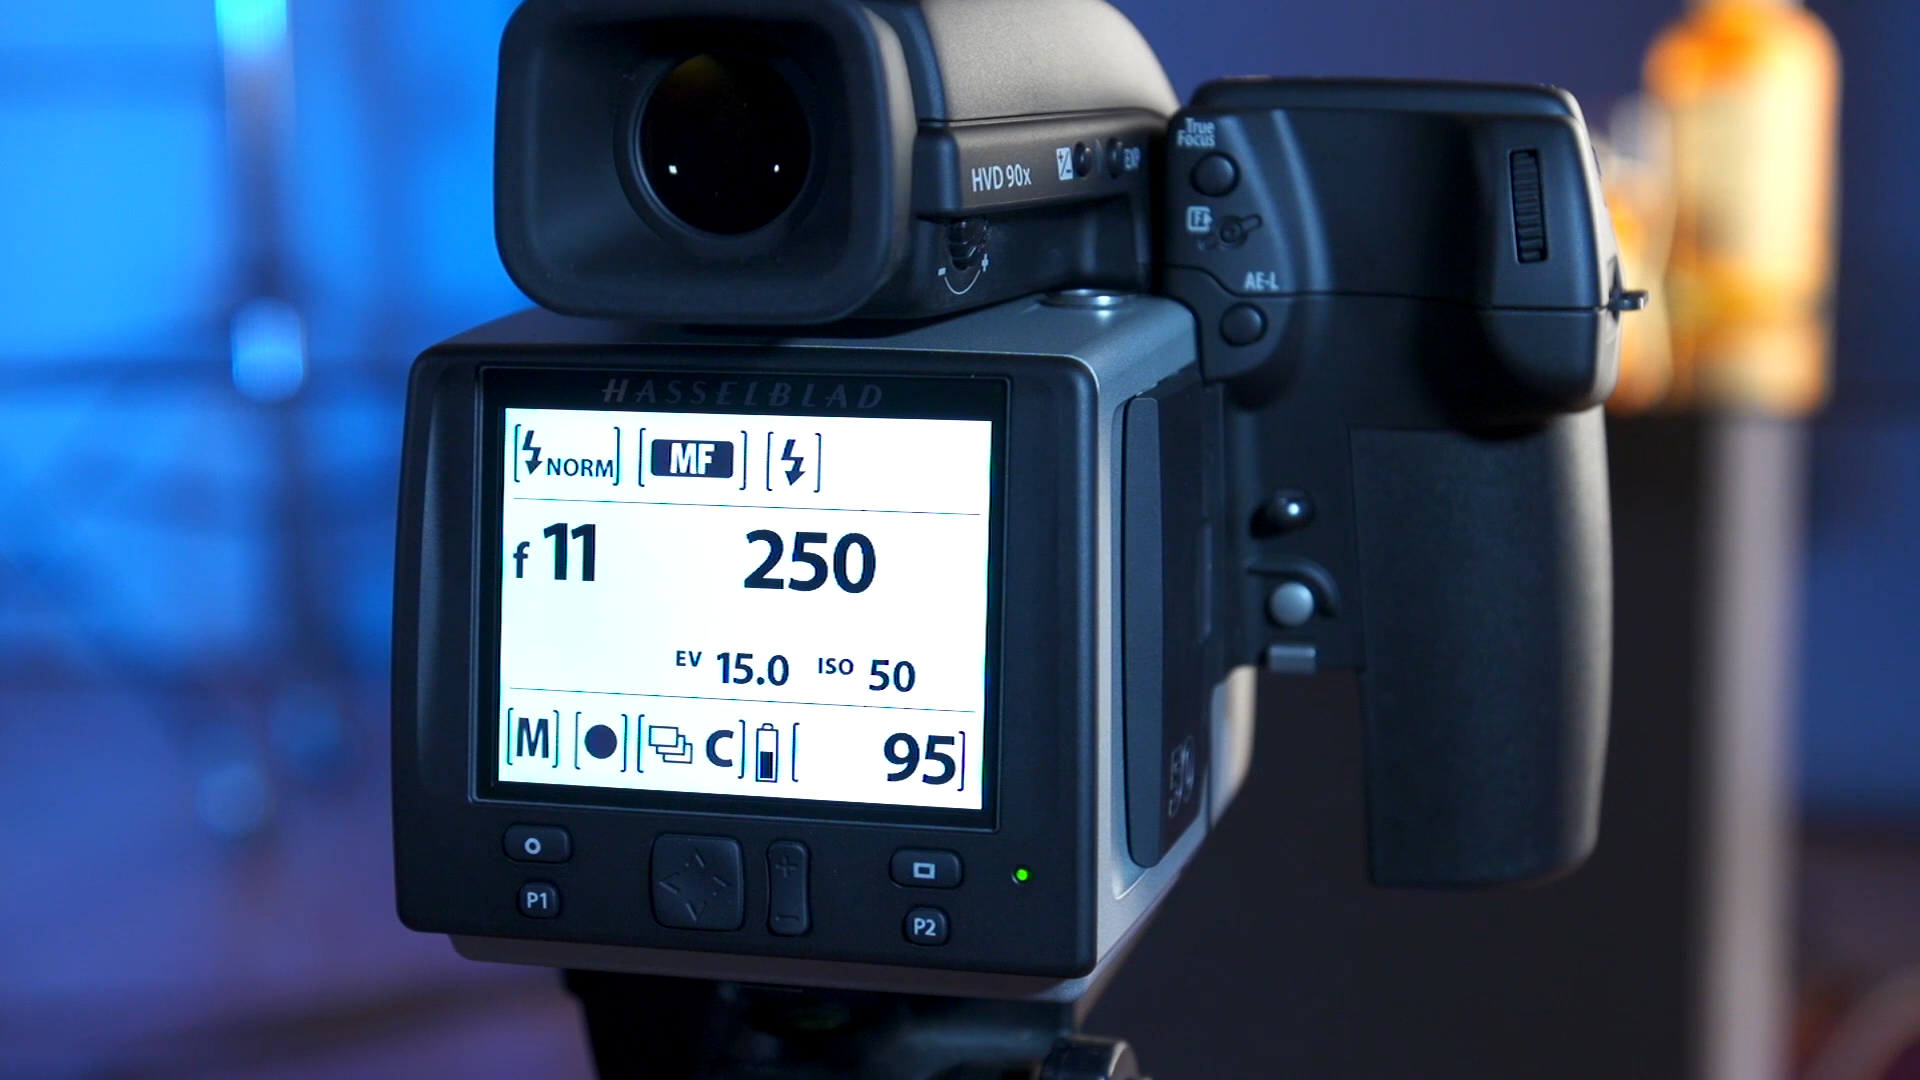 True
Focus
HVD 90x
EXP
AE-L
HASSELBLAD
NORM MF
f 11 250
EV 15.0 ISO 50
M C 95
50
P1
P2